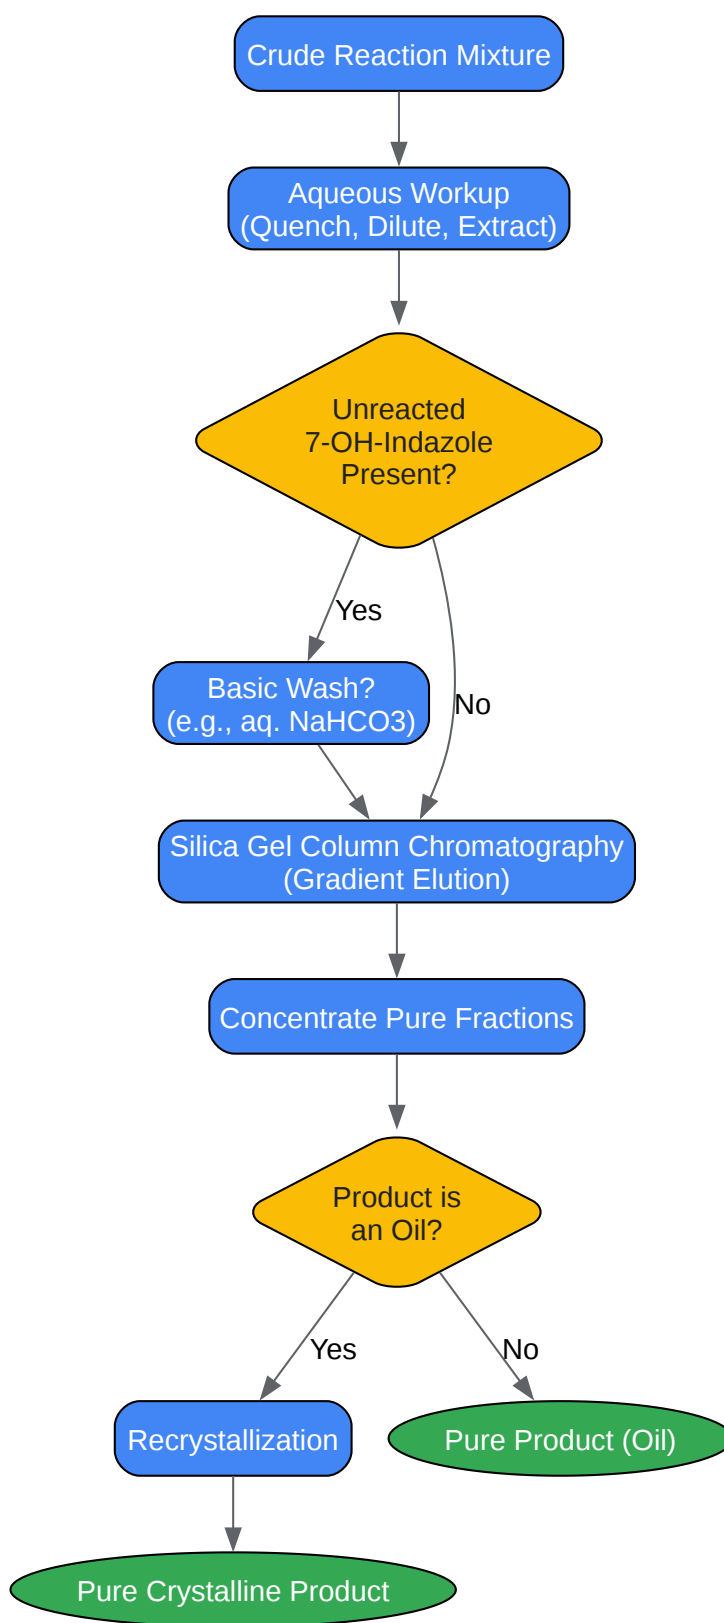 Crude Reaction Mixture
Aqueous Workup
(Quench, Dilute, Extract)
Unreacted
7-OH-Indazole
Present?
Yes
Basic Wash?
(e.g., aq. NaHCO3)
No
Silica Gel Column Chromatography
(Gradient Elution)
Concentrate Pure Fractions
Product is
an Oil?
Yes
No
Recrystallization
Pure Product (Oil)
Pure Crystalline Product